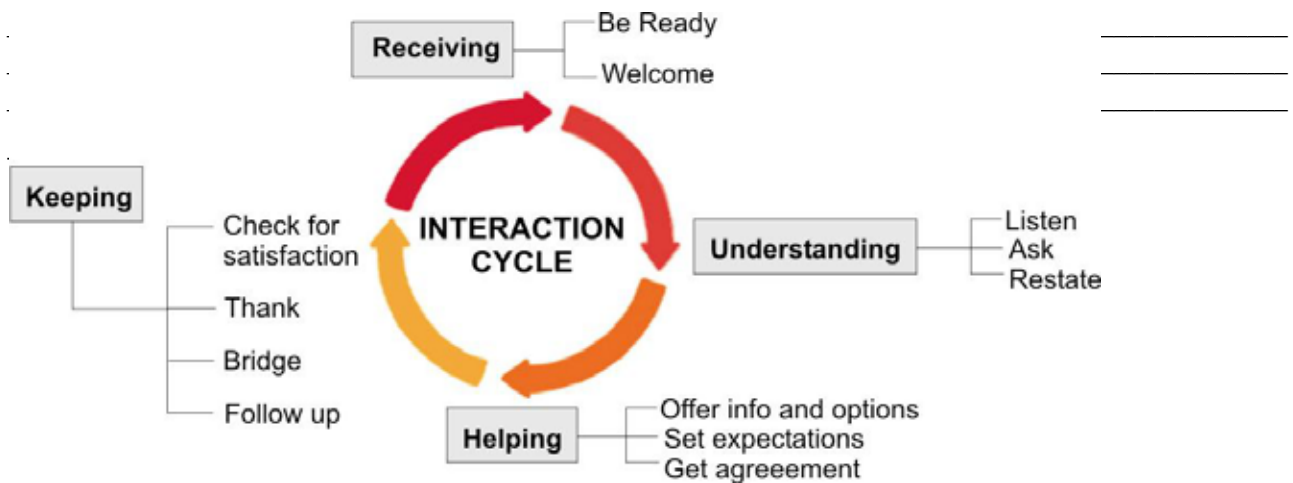 Receiving
Be Ready
Welcome
INTERACTION
CYCLE
Understanding
Listen
Ask
Restate
Helping
Offer info and options
Set expectations
Get agreeement
Keeping
Check for
satisfaction
Thank
Bridge
Follow up